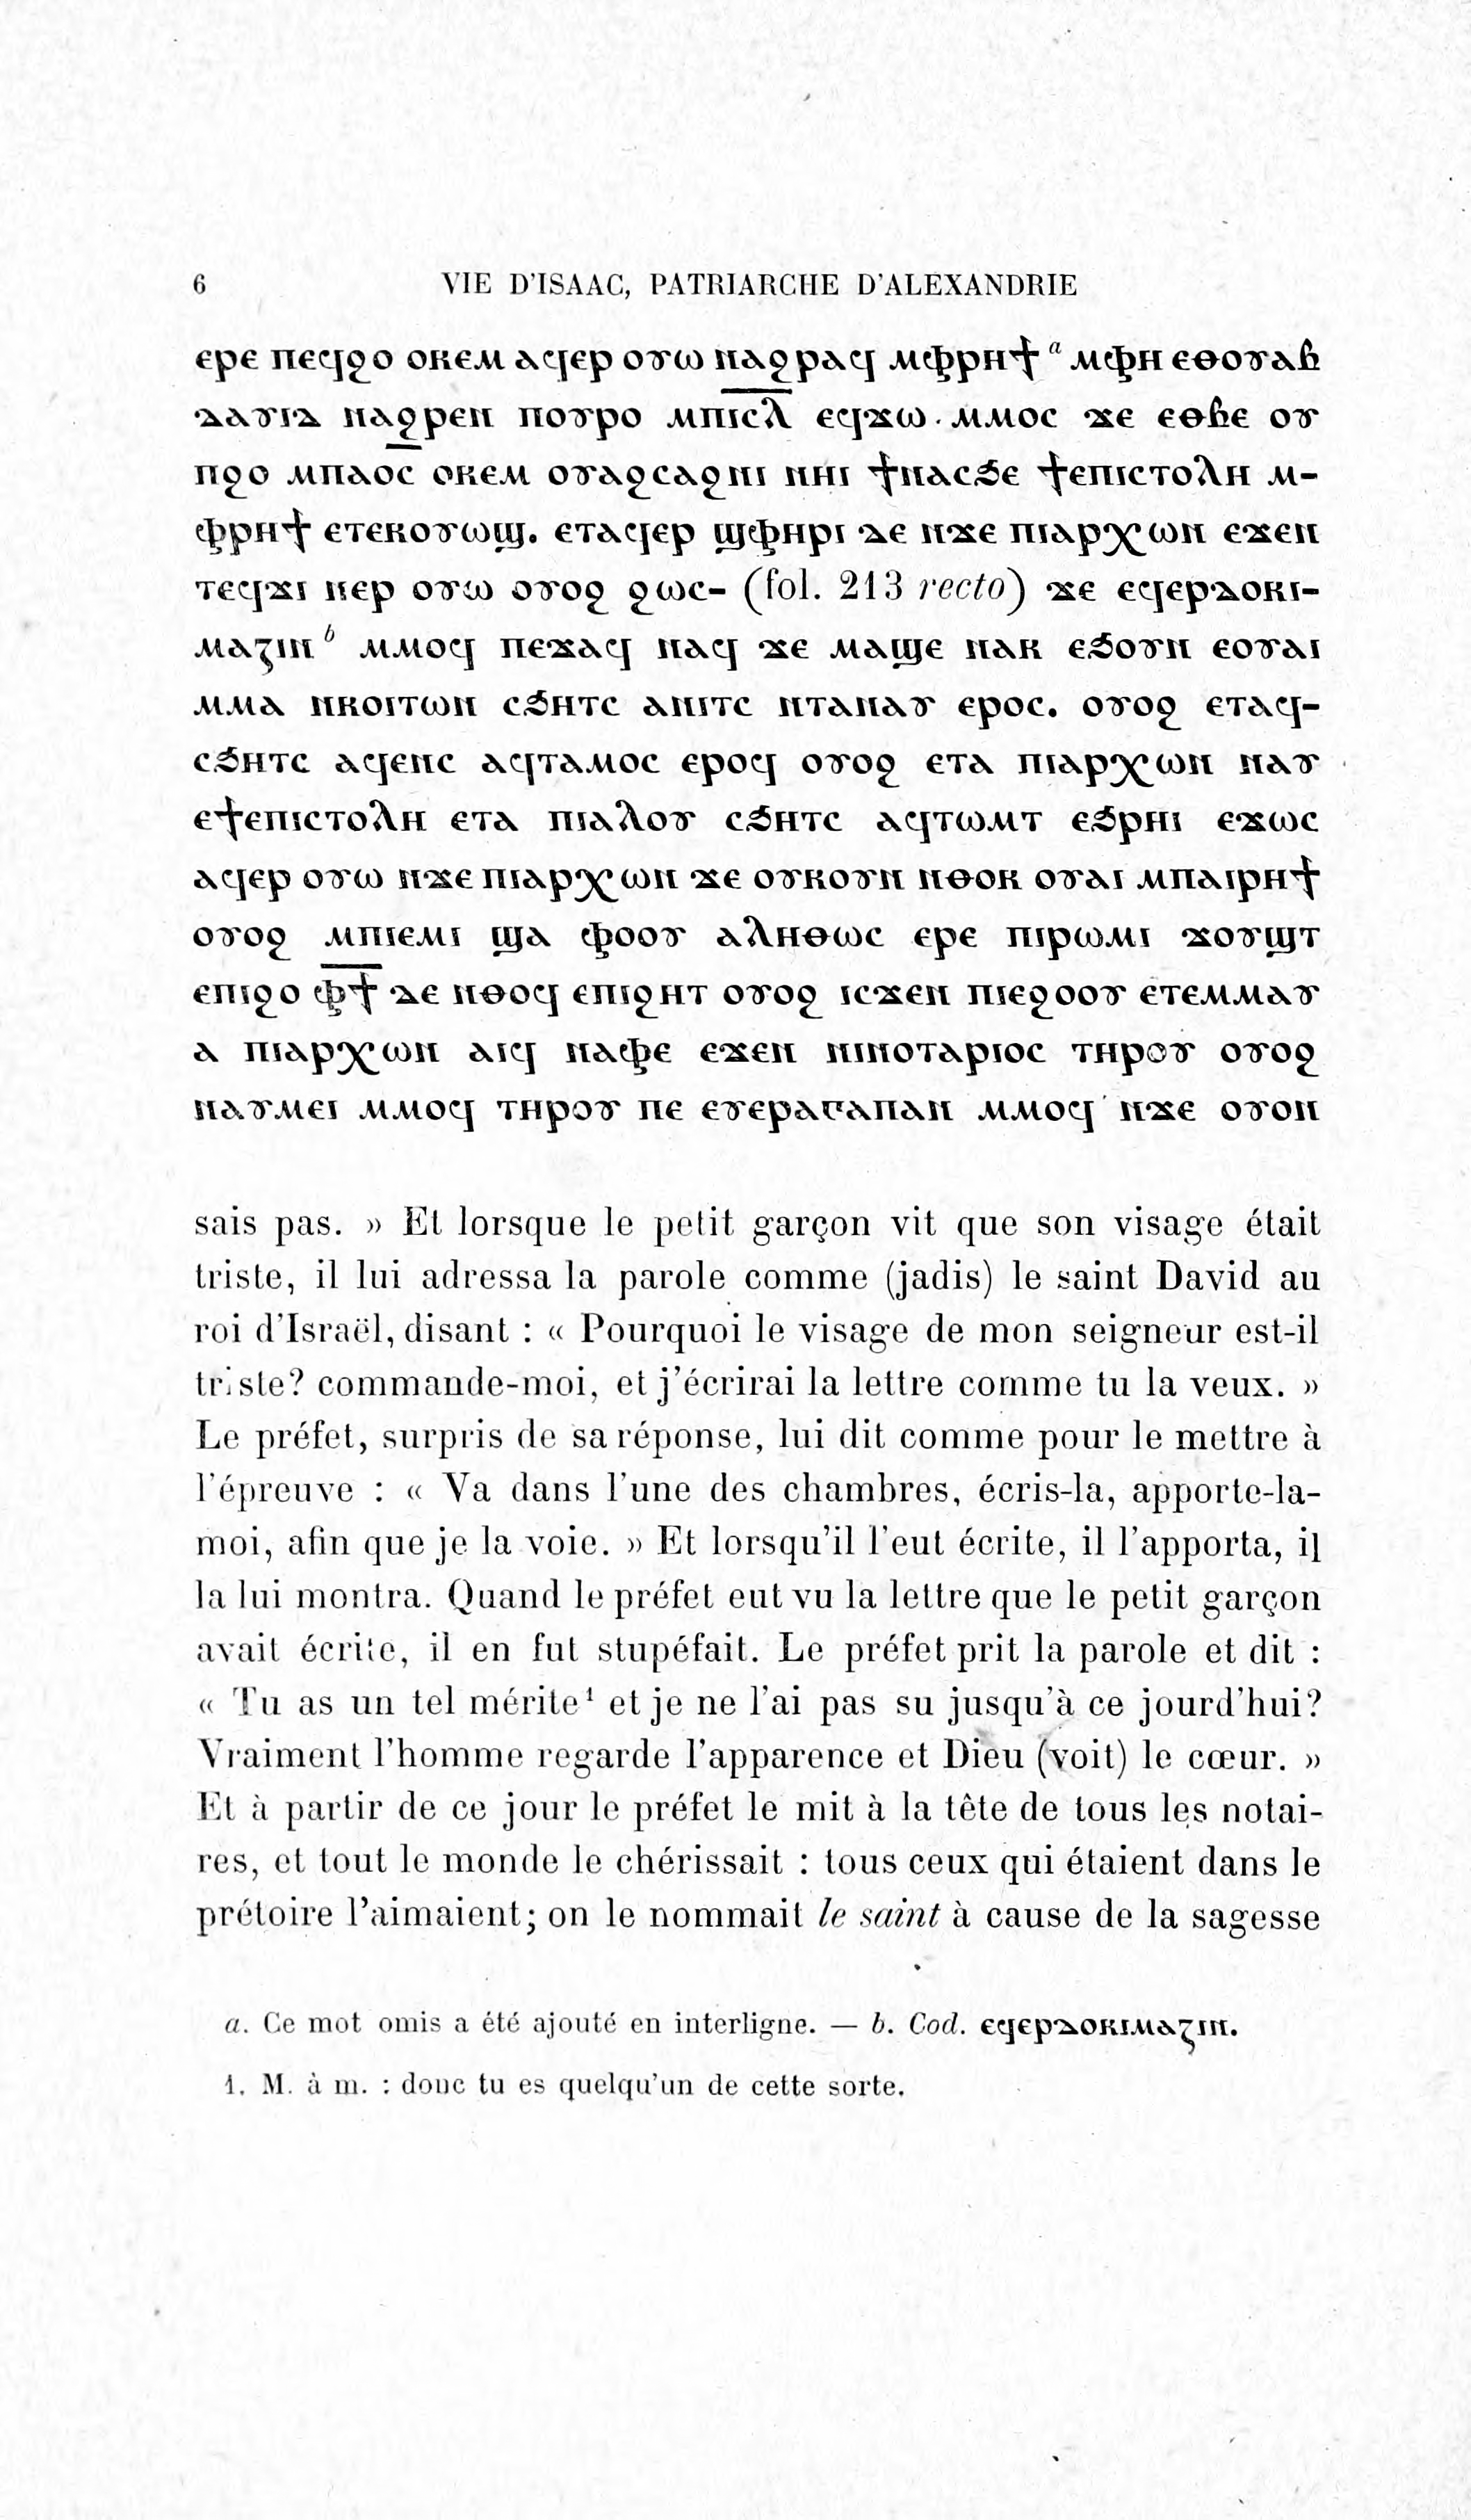 6 VIE D'ISAAC, PATRIARCHE D'ALEXANDRIE
ⲉⲣⲉ ⲡⲉϥϩⲟ ⲟⲕⲉⲙ ⲁϥⲉⲣ ⲟⲩⲱ ⲛⲁϩⲣⲁϥ ⲙⲫⲣⲏϯ a ⲙⲫⲏ ⲉⲑⲟⲩⲁⲃ
ⲇⲁⲩⲓⲇ ⲛⲁϩⲣⲉⲛ ⲡⲟⲩⲣⲟ ⲙⲡⲓⲥ̅ⲗ̅ ⲉϥϫⲱ ⲙⲙⲟⲥ ϫⲉ ⲉⲑⲃⲉ ⲟⲩ
ⲡϩⲟ ⲙⲡⲁⲟ̅ⲥ̅ ⲟⲕⲉⲙ ⲟⲩⲁϩⲥⲁϩⲛⲓ ⲛⲏⲓ ϯⲛⲁⲥϧⲉ ϯⲉⲡⲓⲥⲧⲟⲗⲏ ⲙ-
ⲫⲣⲏϯ ⲉⲧⲉⲕⲟⲩⲱϣ. ⲉⲧⲁϥⲉⲣ ϣⲫⲏⲣⲓ ⲇⲉ ⲛϫⲉ ⲡⲓⲁⲣⲭⲱⲛ ⲉϫⲉⲛ
ⲧⲉϥϫⲓ ⲛⲉⲣ ⲟⲩⲱ ⲟⲩⲟϩ ϩⲱⲥ- (fol. 213 recto) ϫⲉ ⲉϥⲉⲣⲇⲟⲕⲓ-
ⲙⲁⲍⲓⲛ b ⲙⲙⲟϥ ⲡⲉϫⲁϥ ⲛⲁϥ ϫⲉ ⲙⲁϣⲉ ⲛⲁⲕ ⲉϧⲟⲩⲛ ⲉⲟⲩⲁⲓ
ⲙⲙⲁ ⲛⲕⲟⲓⲧⲱⲛ ⲥϧⲏⲧⲥ ⲁⲛⲓⲧⲥ ⲛⲧⲁⲛⲁⲩ ⲉⲣⲟⲥ. ⲟⲩⲟϩ ⲉⲧⲁϥ-
ⲥϧⲏⲧⲥ ⲁϥⲉⲛⲥ ⲁϥⲧⲁⲙⲟⲥ ⲉⲣⲟϥ ⲟⲩⲟϩ ⲉⲧⲁ ⲡⲓⲁⲣⲭⲱⲛ ⲛⲁⲩ
ⲉϯⲉⲡⲓⲥⲧⲟⲗⲏ ⲉⲧⲁ ⲡⲓⲁⲗⲟⲩ ⲥϧⲏⲧⲥ ⲁϥⲧⲱⲙⲧ ⲉϧⲣⲏⲓ ⲉϫⲱⲥ
ⲁϥⲉⲣ ⲟⲩⲱ ⲛϫⲉ ⲡⲓⲁⲣⲭⲱⲛ ϫⲉ ⲟⲩⲕⲟⲩⲛ ⲛⲑⲟⲕ ⲟⲩⲁⲓ ⲙⲡⲁⲓⲣⲏϯ
ⲟⲩⲟϩ ⲙⲡⲓⲉⲙⲓ ϣⲁ ⲫⲟⲟⲩ ⲁⲗⲏⲑⲱⲥ ⲉⲣⲉ ⲡⲓⲣⲱⲙⲓ ϫⲟⲩϣⲧ
ⲉⲡⲓϩⲟ ⲫ̅ϯ̅ ⲇⲉ ⲛⲑⲟϥ ⲉⲡⲓϩⲏⲧ ⲟⲩⲟϩ ⲓⲥϫⲉⲛ ⲡⲓⲉϩⲟⲟⲩ ⲉⲧⲉⲙⲙⲁⲩ
ⲁ ⲡⲓⲁⲣⲭⲱⲛ ⲁⲓϥ ⲛⲁⲫⲉ ⲉϫⲉⲛ ⲛⲓⲛⲟⲧⲁⲣⲓⲟⲥ ⲧⲏⲣⲟⲩ ⲟⲩⲟϩ
ⲛⲁⲩⲙⲉⲓ ⲙⲙⲟϥ ⲧⲏⲣⲟⲩ ⲡⲉ ⲉⲩⲉⲣⲁⲅⲁⲡⲁⲛ ⲙⲙⲟϥ ⲛϫⲉ ⲟⲩⲟⲛ
sais pas. » Et lorsque le petit garçon vit que son visage était
triste, il lui adressa la parole comme (jadis) le saint David au
roi d'Israël, disant : « Pourquoi le visage de mon seigneur est-il
triste? commande-moi, et j'écrirai la lettre comme tu la veux. »
Le préfet, surpris de sa réponse, lui dit comme pour le mettre à
l'épreuve : « Va dans l'une des chambres, écris-la, apporte-la-
moi, afin que je la voie. » Et lorsqu'il l'eut écrite, il l'apporta, il
la lui montra. Quand le préfet eut vu la lettre que le petit garçon
avait écrite, il en fut stupéfait. Le préfet prit la parole et dit :
« Tu as un tel mérite¹ et je ne l'ai pas su jusqu'à ce jourd'hui?
Vraiment l'homme regarde l'apparence et Dieu (voit) le cœur. »
Et à partir de ce jour le préfet le mit à la tête de tous les notai-
res, et tout le monde le chérissait : tous ceux qui étaient dans le
prétoire l'aimaient; on le nommait le saint à cause de la sagesse
a. Ce mot omis a été ajouté en interligne. — b. Cod. ⲉϥⲉⲣⲇⲟⲕⲓⲙⲁⲍⲓⲛ.
1. M. à m. : donc tu es quelqu'un de cette sorte.